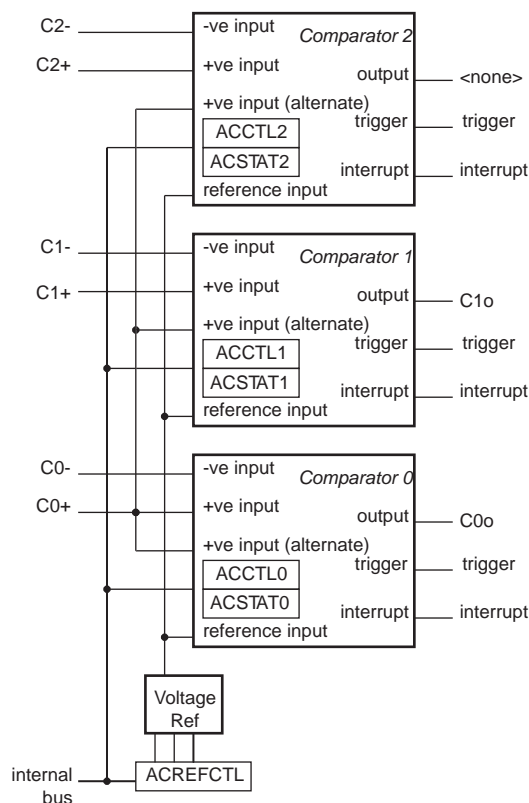 C2-
-ve input
Comparator 2
C2+
+ve input
output
<none>
+ve input (alternate)
trigger
trigger
ACCTL2
ACSTAT2
interrupt
interrupt
reference input
C1-
-ve input
Comparator 1
C1+
+ve input
output
C1o
+ve input (alternate)
trigger
trigger
ACCTL1
ACSTAT1
interrupt
interrupt
reference input
C0-
-ve input
Comparator 0
C0+
+ve input
output
C0o
+ve input (alternate)
trigger
trigger
ACCTL0
ACSTAT0
interrupt
interrupt
reference input
Voltage
Ref
internal
bus
ACREFCTL